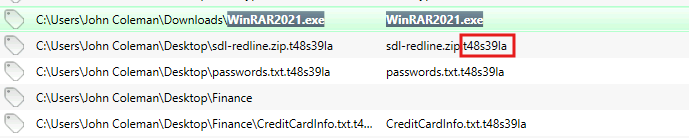 C:\Users\John Coleman\Downloads\WinRAR2021.exe WinRAR2021.exe
C:\Users\John Coleman\Desktop\sdl-redline.zip.t48s39la sdl-redline.zip.t48s39la
C:\Users\John Coleman\Desktop\passwords.txt.t48s39la passwords.txt.t48s39la
C:\Users\John Coleman\Desktop\Finance
C:\Users\John Coleman\Desktop\Finance\CreditCardInfo.txt.t4... CreditCardInfo.txt.t48s39la